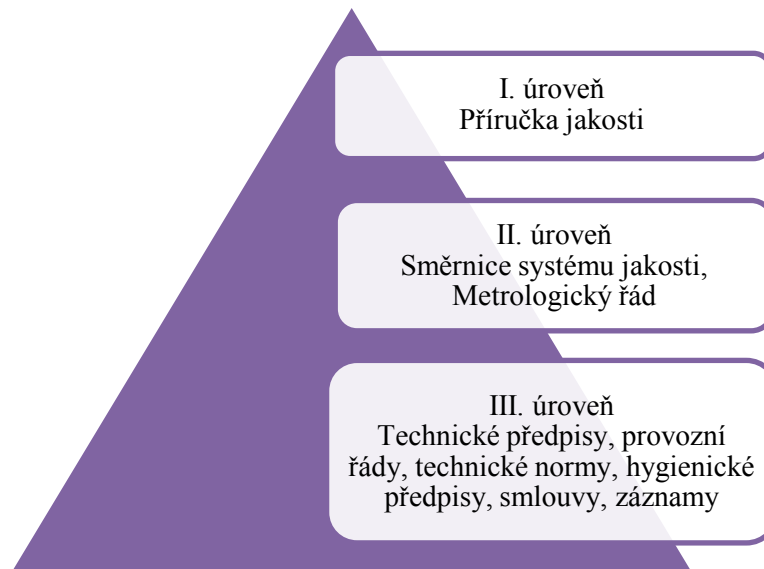 I. úroveň
Příručka jakosti
II. úroveň
Směrnice systému jakosti,
Metrologický řád
III. úroveň
Technické předpisy, provozní
řády, technické normy, hygienické
předpisy, smlouvy, záznamy